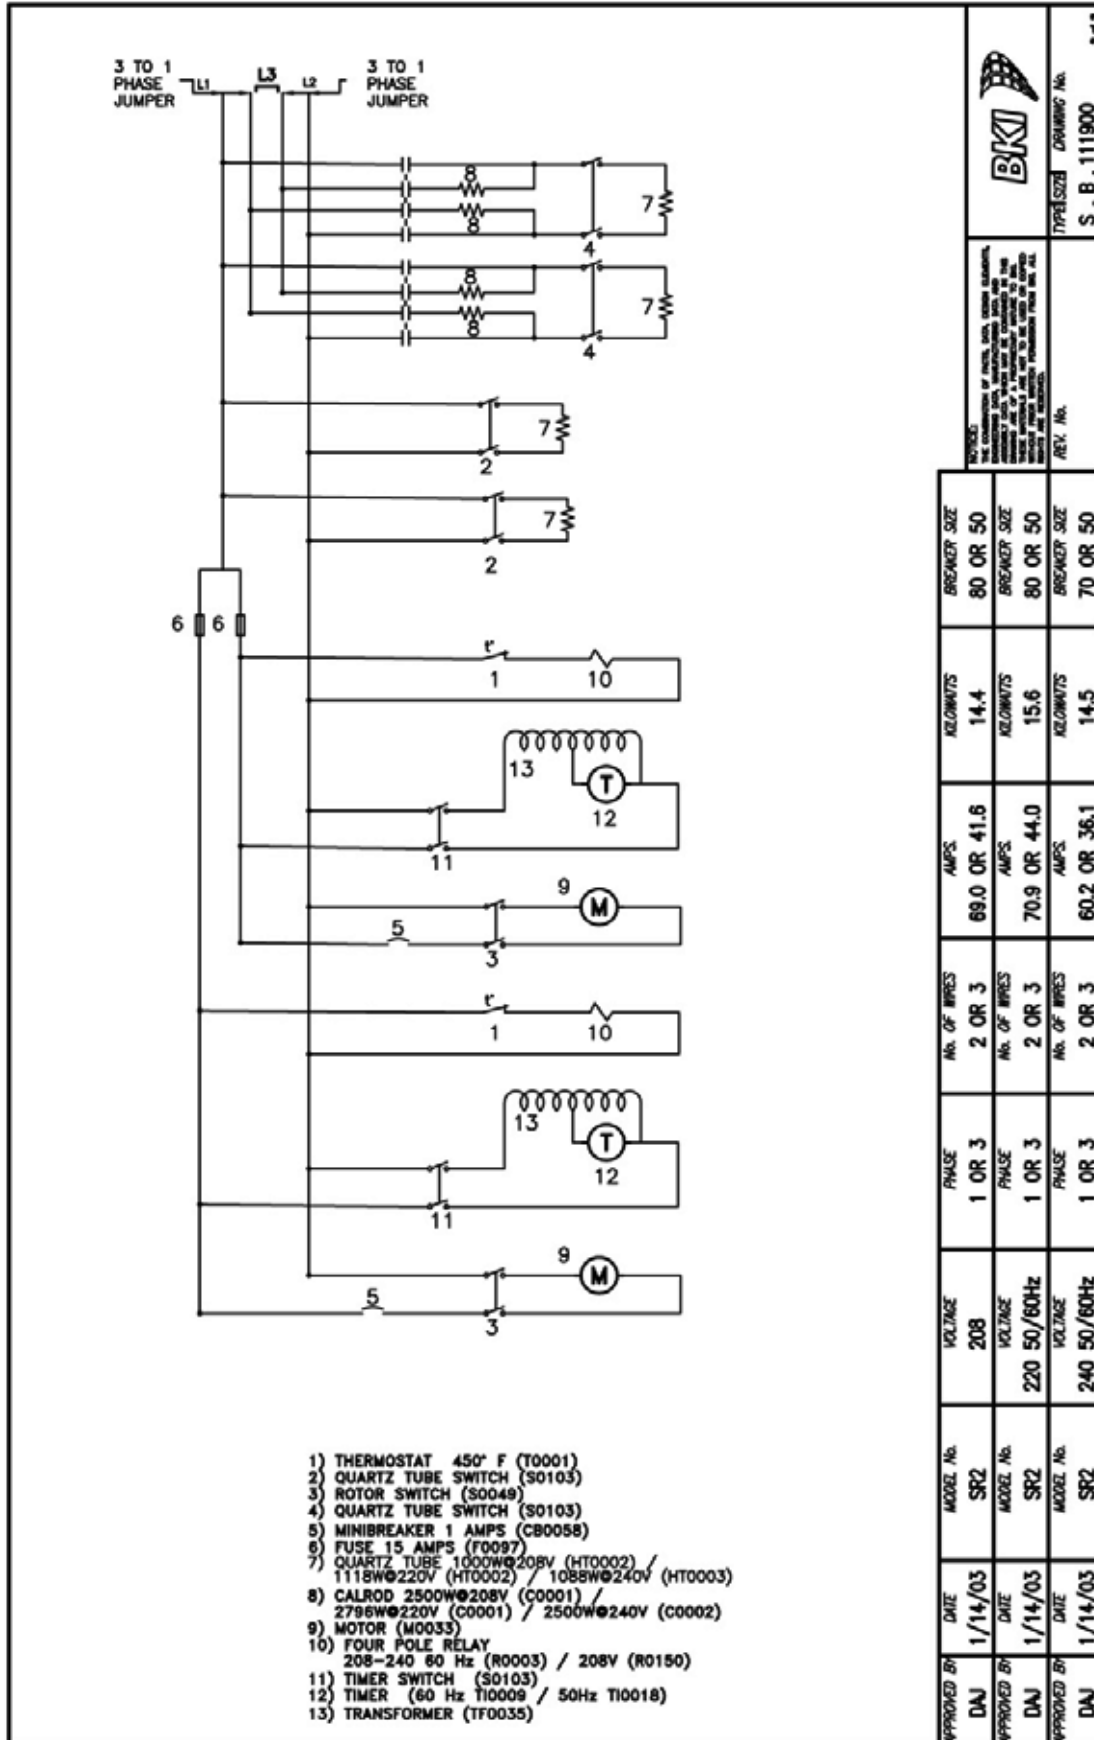 3 TO 1
PHASE
JUMPER
L1
L3
L2
3 TO 1
PHASE
JUMPER
8
8
7
4
8
8
7
4
7
2
7
2
6
6
1
10
13
T
12
11
9
M
5
3
1
10
13
T
12
11
9
M
5
3
1) THERMOSTAT 450° F (T0001)
2) QUARTZ TUBE SWITCH (S0103)
3) ROTOR SWITCH (S0049)
4) QUARTZ TUBE SWITCH (S0103)
5) MINIBREAKER 1 AMPS (CB0058)
6) FUSE 15 AMPS (F0097)
7) QUARTZ TUBE 1000W@208V (HT0002) /
1118W@220V (HT0002) / 1088W@240V (HT0003)
8) CALROD 2500W@208V (C0001) /
2796W@220V (C0001) / 2500W@240V (C0002)
9) MOTOR (M0033)
10) FOUR POLE RELAY
208-240 60 Hz (R0003) / 208V (R0150)
11) TIMER SWITCH (S0103)
12) TIMER (60 Hz TI0009 / 50Hz TI0018)
13) TRANSFORMER (TF0035)
APPROVED BY DATE MODEL No. VOLTAGE PHASE No. OF WIRES AMPS. KILOWATTS BREAKER SIZE
DAJ 1/14/03 SR2 208 1 OR 3 2 OR 3 69.0 OR 41.6 14.4 80 OR 50
APPROVED BY DATE MODEL No. VOLTAGE PHASE No. OF WIRES AMPS. KILOWATTS BREAKER SIZE
DAJ 1/14/03 SR2 220 50/60Hz 1 OR 3 2 OR 3 70.9 OR 44.0 15.6 80 OR 50
APPROVED BY DATE MODEL No. VOLTAGE PHASE No. OF WIRES AMPS. KILOWATTS BREAKER SIZE
DAJ 1/14/03 SR2 240 50/60Hz 1 OR 3 2 OR 3 60.2 OR 36.1 14.5 70 OR 50
NOTICE:
REV. No.
BKI
TYPE SIZE DRAWING No.
S . B . 111900